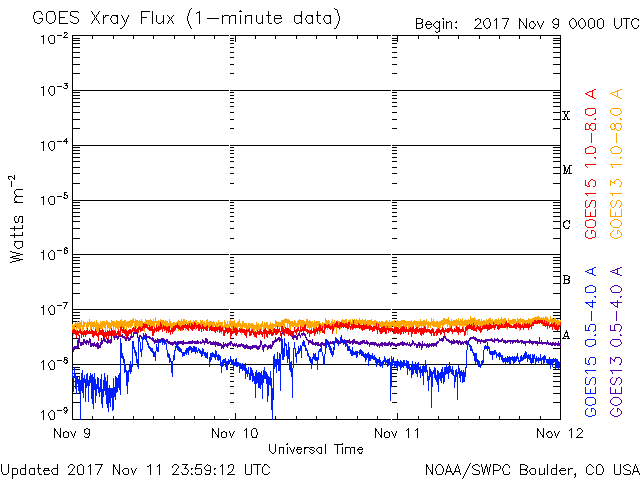 GOES Xray Flux (1-minute data)
Begin: 2017 Nov 9 0000 UTC
10⁻²
10⁻³
10⁻⁴
10⁻⁵
10⁻⁶
10⁻⁷
10⁻⁸
10⁻⁹
Watts m⁻²
X
M
C
B
A
GOES15 1.0-8.0 A
GOES13 1.0-8.0 A
GOES15 0.5-4.0 A
GOES13 0.5-4.0 A
Nov 9
Nov 10
Nov 11
Nov 12
Universal Time
Updated 2017 Nov 11 23:59:12 UTC
NOAA/SWPC Boulder, CO USA